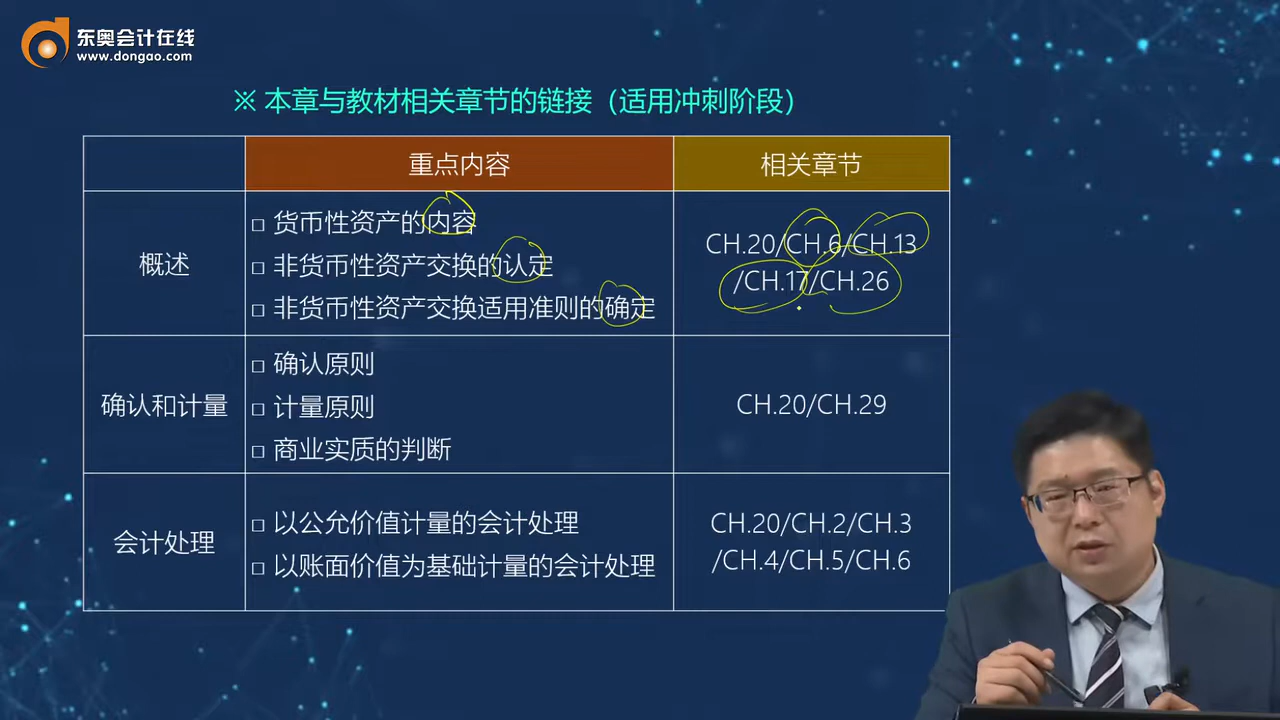 东奥会计在线
www.dongao.com
※ 本章与教材相关章节的链接（适用冲刺阶段）
重点内容
相关章节
概述
□ 货币性资产的内容
□ 非货币性资产交换的认定
□ 非货币性资产交换适用准则的确定
CH.20/CH.6/CH.13
/CH.17/CH.26
确认和计量
□ 确认原则
□ 计量原则
□ 商业实质的判断
CH.20/CH.29
会计处理
□ 以公允价值计量的会计处理
□ 以账面价值为基础计量的会计处理
CH.20/CH.2/CH.3
/CH.4/CH.5/CH.6